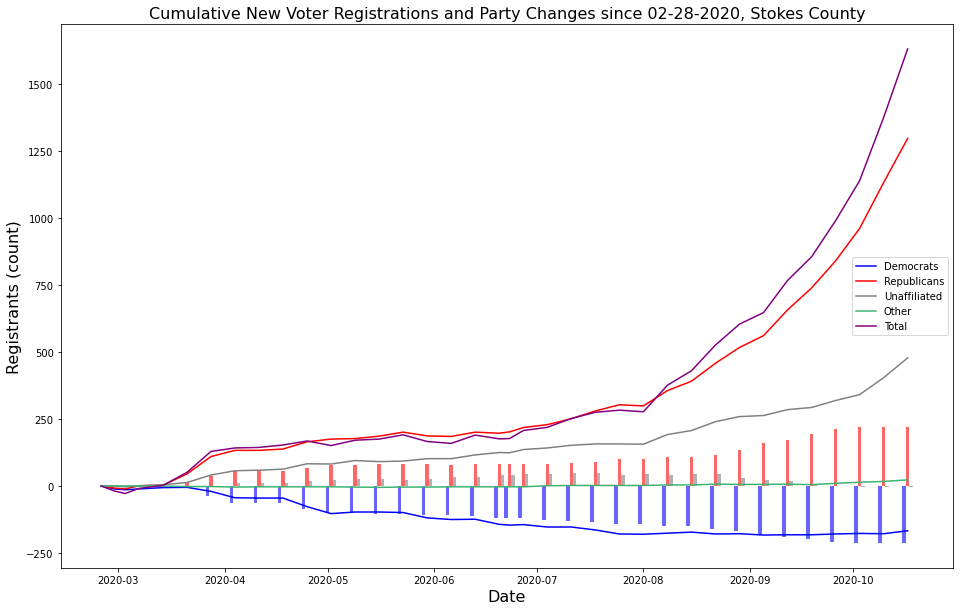 Cumulative New Voter Registrations and Party Changes since 02-28-2020, Stokes County
Registrants (count)
1500
1250
1000
750
500
250
0
−250
Democrats
Republicans
Unaffiliated
Other
Total
2020-03
2020-04
2020-05
2020-06
2020-07
2020-08
2020-09
2020-10
Date